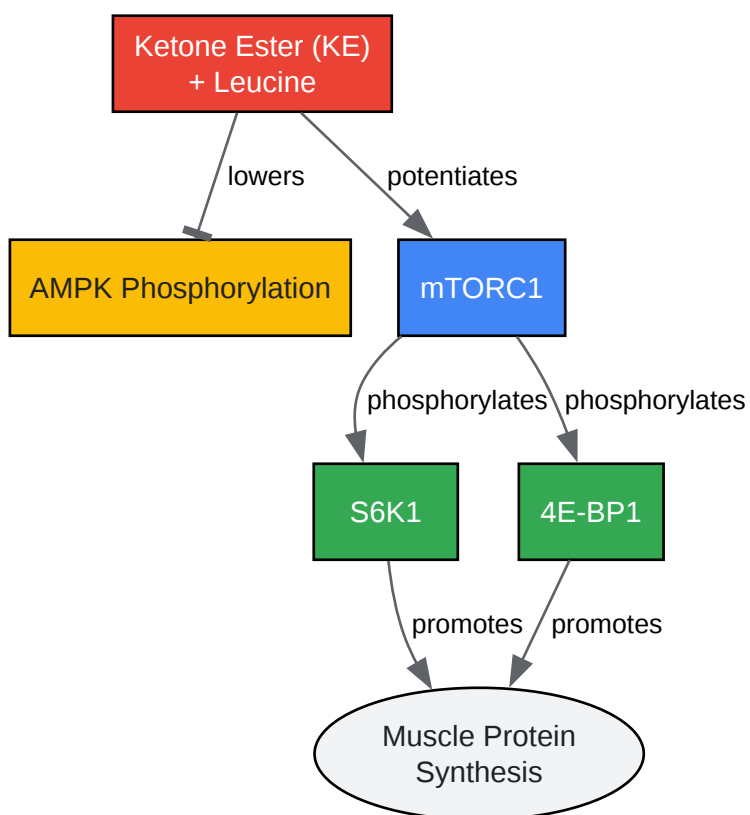 Ketone Ester (KE)
+ Leucine
lowers
potentiates
AMPK Phosphorylation
mTORC1
phosphorylates
phosphorylates
S6K1
4E-BP1
promotes
promotes
Muscle Protein
Synthesis